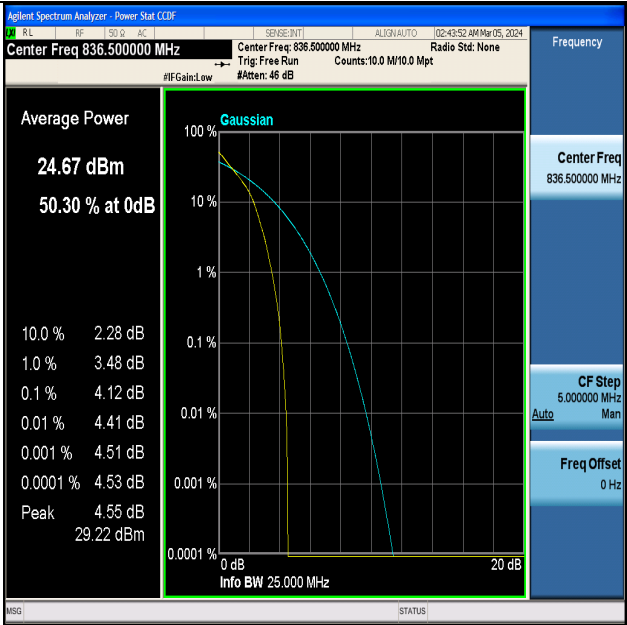 Agilent Spectrum Analyzer - Power Stat CCDF
LXI RL RF 50 Ω AC SENSE:INT ALIGN AUTO 02:43:52 AM Mar 05, 2024
Center Freq 836.500000 MHz
Center Freq: 836.500000 MHz Radio Std: None
Trig: Free Run Counts:10.0 M/10.0 Mpt
#IFGain:Low #Atten: 46 dB
Frequency
Average Power
24.67 dBm
50.30 % at 0dB
10.0 % 2.28 dB
1.0 % 3.48 dB
0.1 % 4.12 dB
0.01 % 4.41 dB
0.001 % 4.51 dB
0.0001 % 4.53 dB
Peak 4.55 dB
29.22 dBm
Gaussian
100 %
10 %
1 %
0.1 %
0.01 %
0.001 %
0.0001 %
0 dB 20 dB
Info BW 25.000 MHz
Center Freq
836.500000 MHz
CF Step
5.000000 MHz
Auto Man
Freq Offset
0 Hz
MSG STATUS